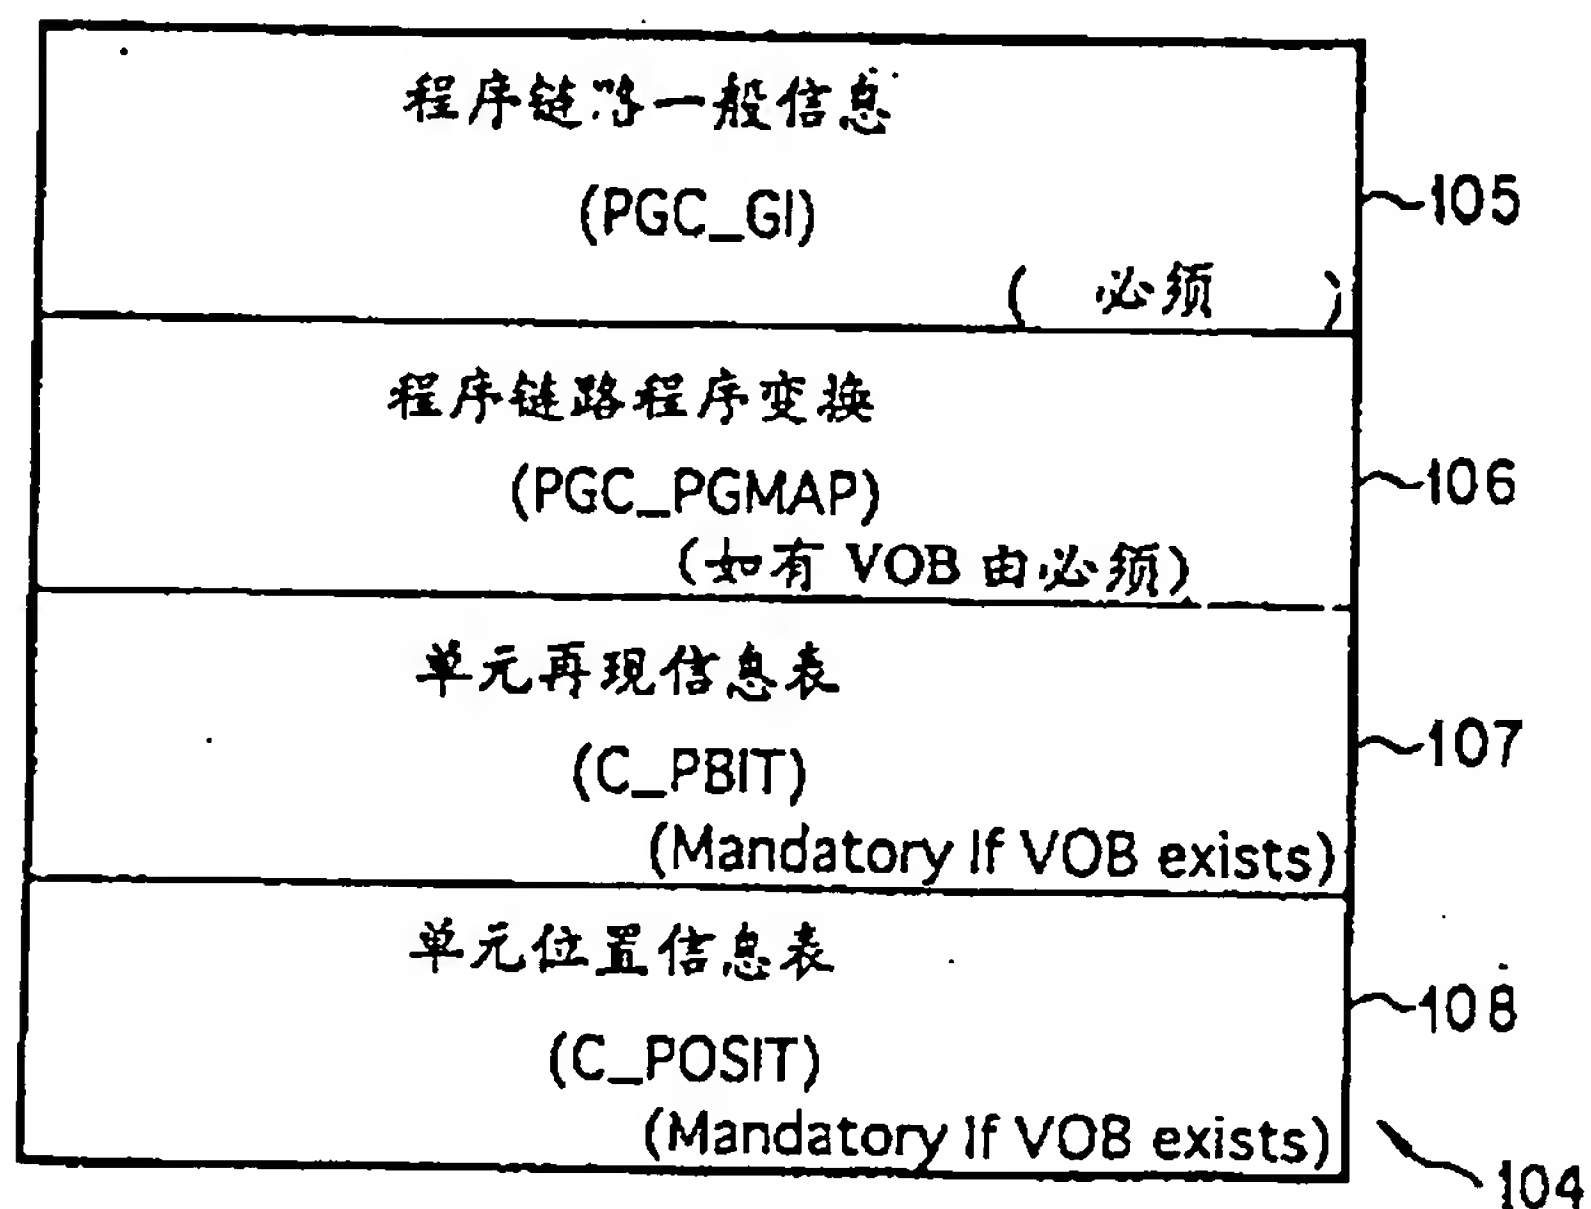 程序链路一般信息
(PGC_GI)
( 必须 )
105
程序链路程序变换
(PGC_PGMAP)
(如有 VOB 由必须)
106
单元再现信息表
(C_PBIT)
(Mandatory If VOB exists)
107
单元位置信息表
(C_POSIT)
(Mandatory If VOB exists)
108
104